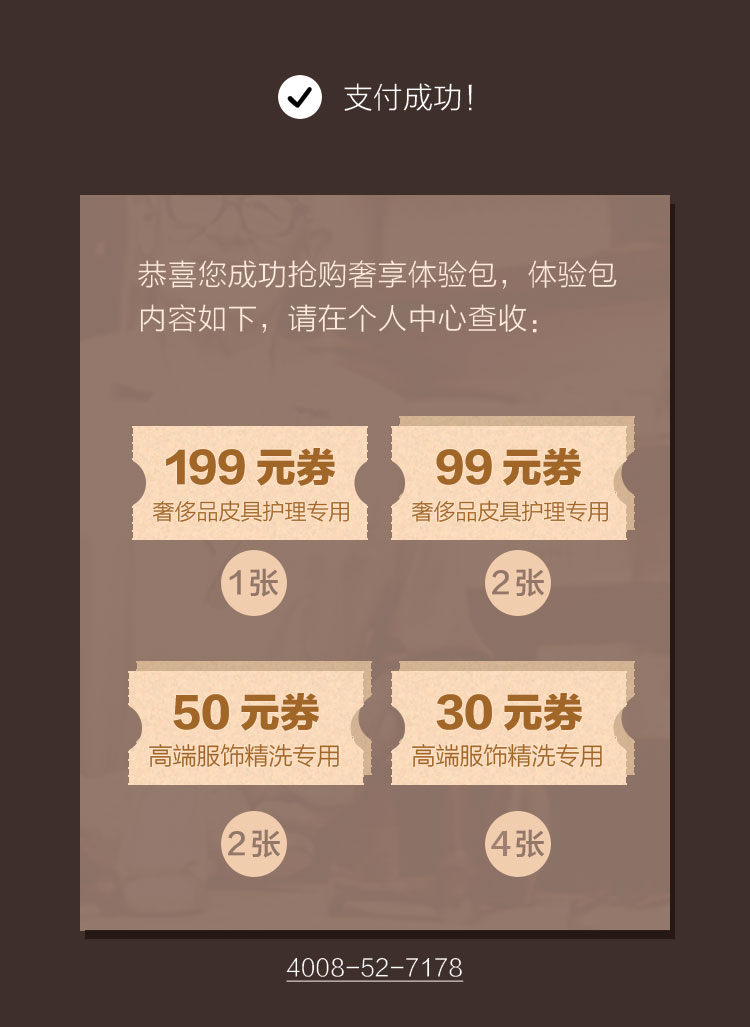 支付成功！
恭喜您成功抢购奢享体验包，体验包
内容如下，请在个人中心查收：
199 元券
奢侈品皮具护理专用
1张
99 元券
奢侈品皮具护理专用
2张
50 元券
高端服饰精洗专用
2张
30 元券
高端服饰精洗专用
4张
4008-52-7178